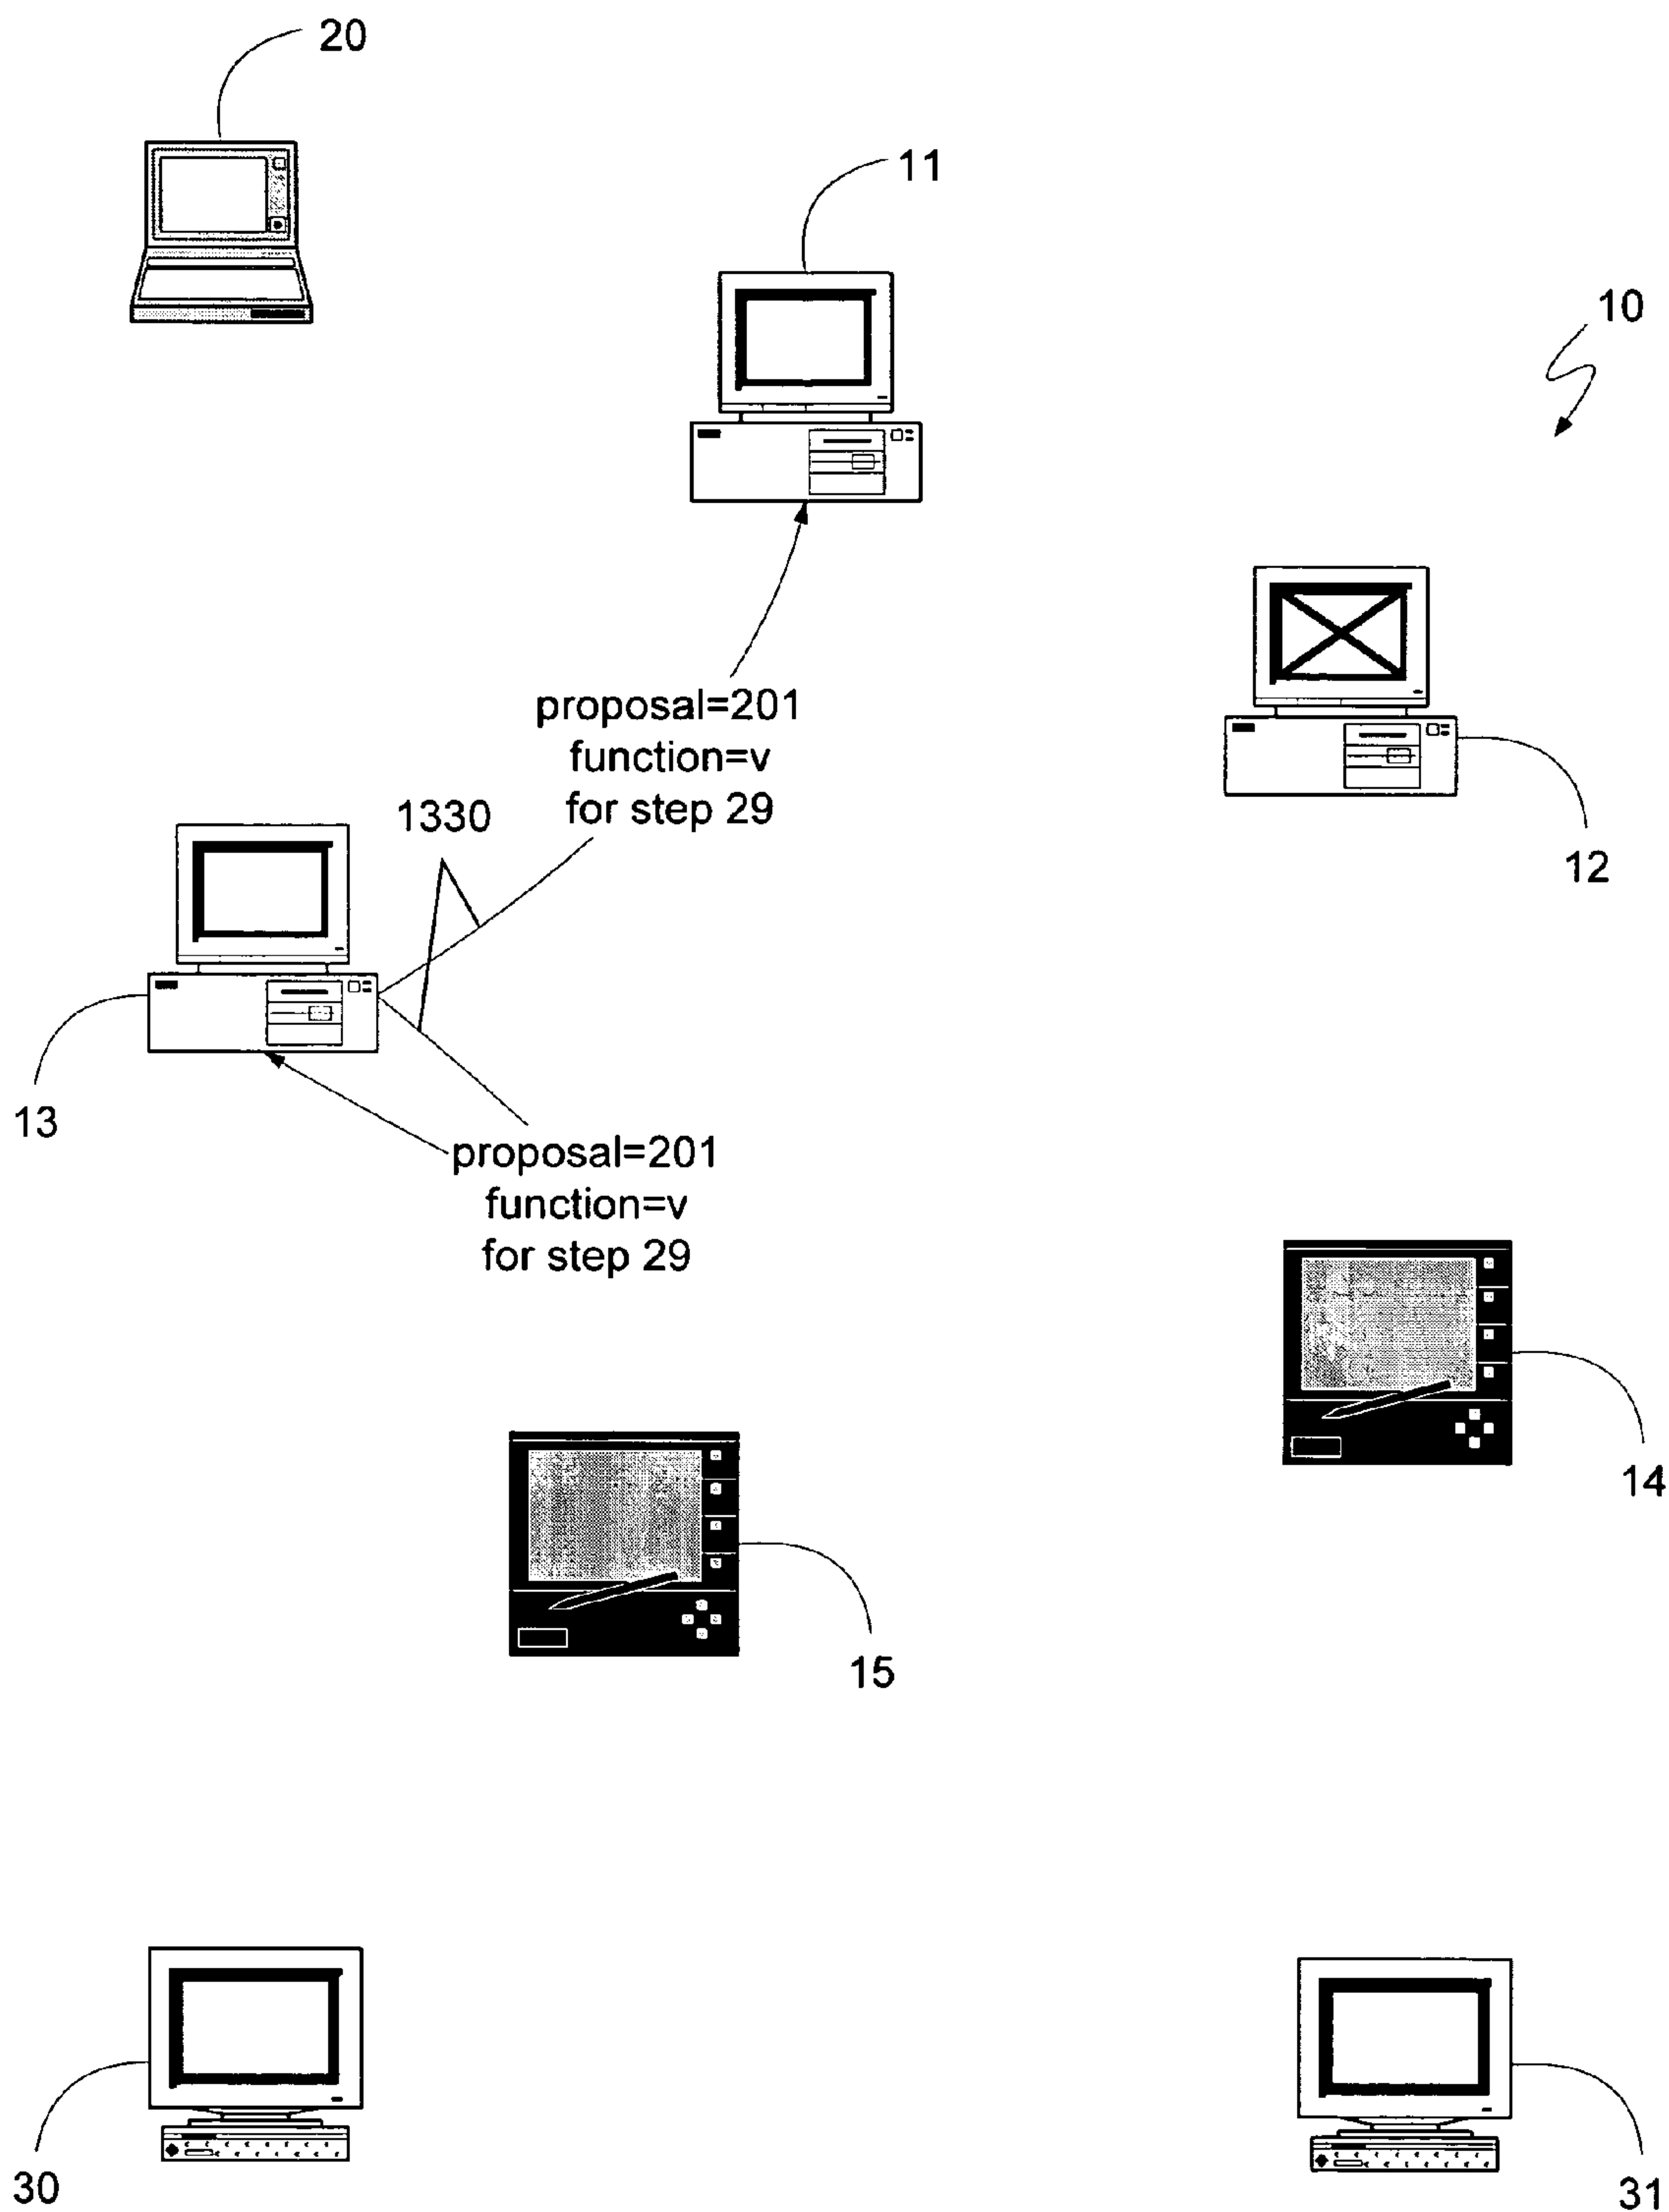 20
11
10
proposal=201
function=v
for step 29
1330
12
13
proposal=201
function=v
for step 29
14
15
30
31